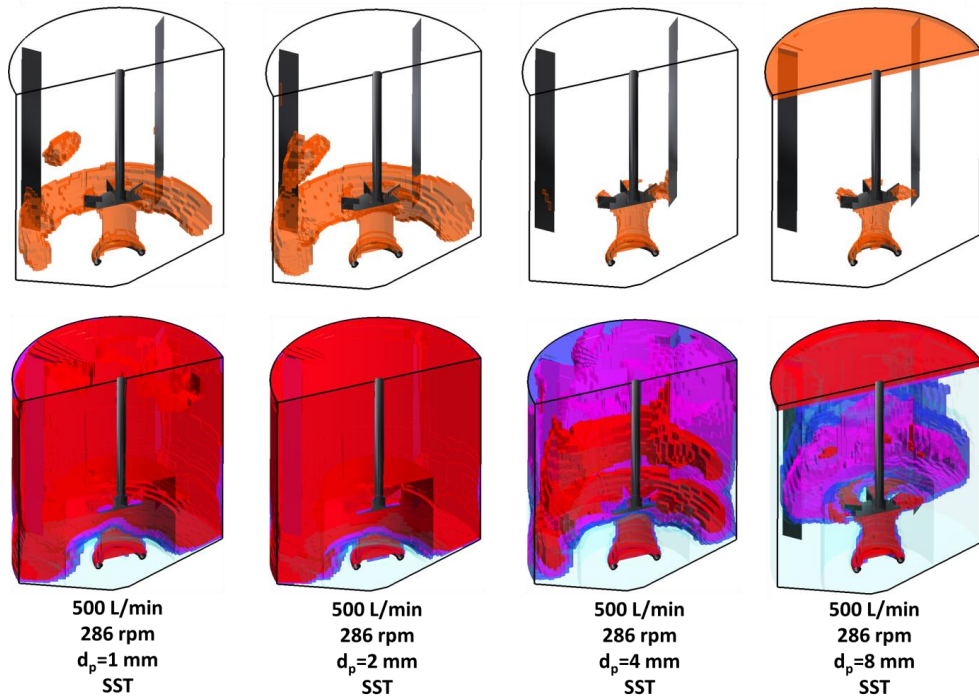 500 L/min
286 rpm
dₚ=1 mm
SST
500 L/min
286 rpm
dₚ=2 mm
SST
500 L/min
286 rpm
dₚ=4 mm
SST
500 L/min
286 rpm
dₚ=8 mm
SST